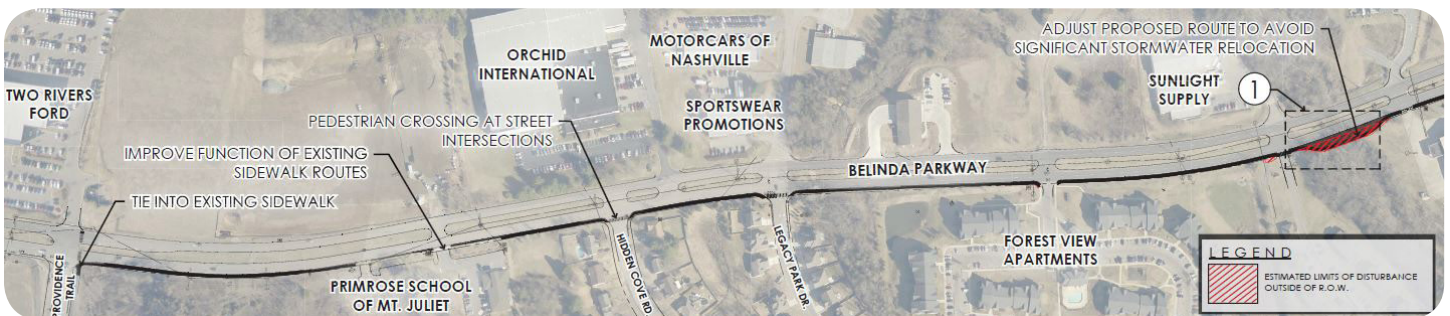 TWO RIVERS
FORD
ORCHID
INTERNATIONAL
MOTORCARS OF
NASHVILLE
SPORTSWEAR
PROMOTIONS
ADJUST PROPOSED ROUTE TO AVOID
SIGNIFICANT STORMWATER RELOCATION
SUNLIGHT
SUPPLY
1
PEDESTRIAN CROSSING AT STREET
INTERSECTIONS
IMPROVE FUNCTION OF EXISTING
SIDEWALK ROUTES
TIE INTO EXISTING SIDEWALK
BELINDA PARKWAY
PROVIDENCE
TRAIL
PRIMROSE SCHOOL
OF MT. JULIET
HIDDEN COVE RD
LEGACY PARK DR.
FOREST VIEW
APARTMENTS
LEGEND
ESTIMATED LIMITS OF DISTURBANCE
OUTSIDE OF R.O.W.